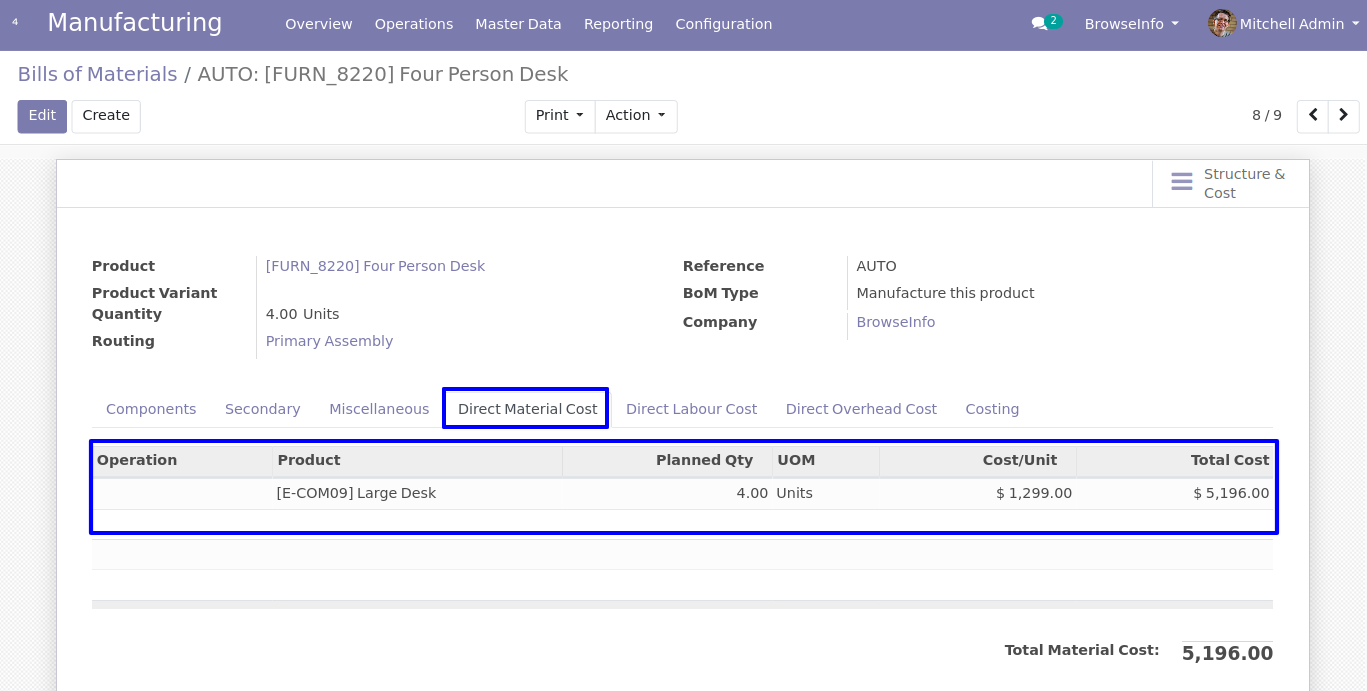 4 Manufacturing Overview Operations Master Data Reporting Configuration 2 BrowseInfo Mitchell Admin
Bills of Materials / AUTO: [FURN_8220] Four Person Desk
Edit Create Print Action 8 / 9
Structure &
Cost
Product [FURN_8220] Four Person Desk Reference AUTO
Product Variant BoM Type Manufacture this product
Quantity 4.00 Units Company BrowseInfo
Routing Primary Assembly
Components Secondary Miscellaneous Direct Material Cost Direct Labour Cost Direct Overhead Cost Costing
Operation Product Planned Qty UOM Cost/Unit Total Cost
[E-COM09] Large Desk 4.00 Units $ 1,299.00 $ 5,196.00
Total Material Cost: 5,196.00